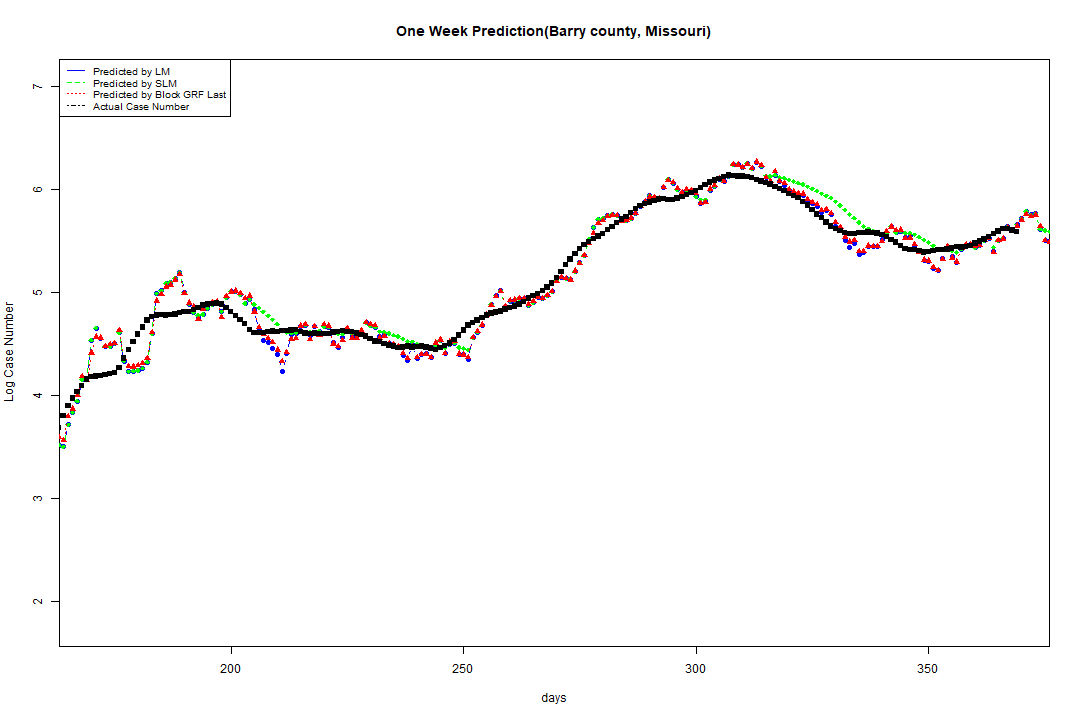 One Week Prediction(Barry county, Missouri)
Predicted by LM
Predicted by SLM
Predicted by Block GRF Last
Actual Case Number
7
6
5
4
3
2
Log Case Number
200 250 300 350
days